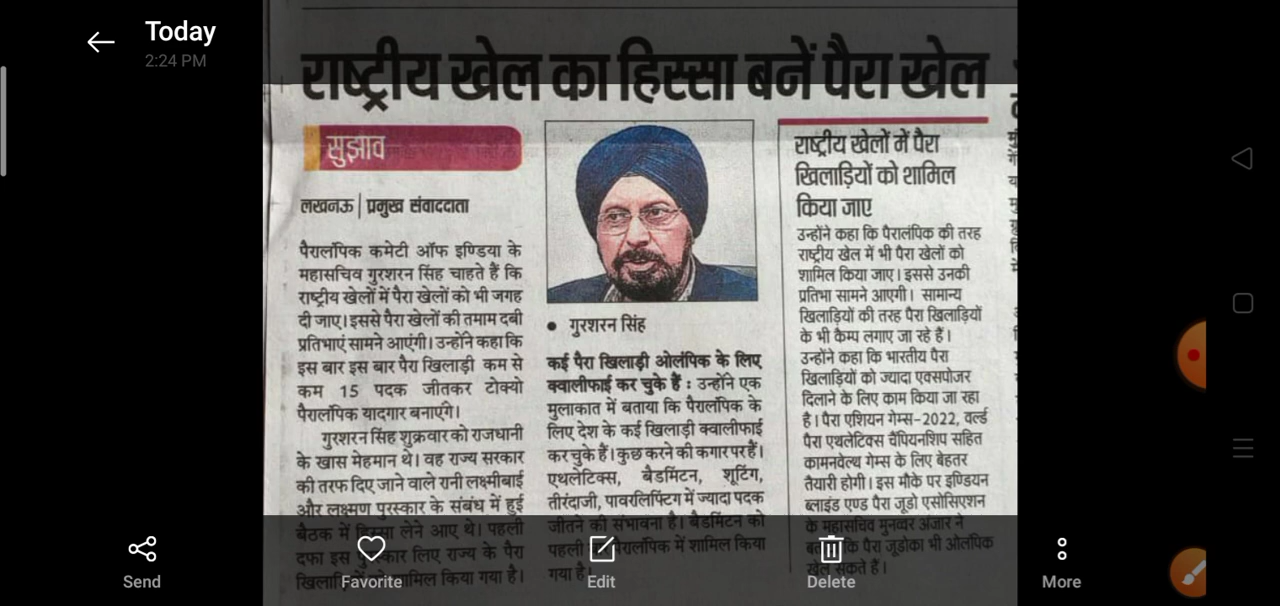 Today
2:24 PM
राष्ट्रीय खेल का हिस्सा बनें पैरा खेल
सुझाव
लखनऊ | प्रमुख संवाददाता
पैरालंपिक कमेटी ऑफ इण्डिया के
महासचिव गुरशरन सिंह चाहते हैं कि
राष्ट्रीय खेलों में पैरा खेलों को भी जगह
दी जाए। इससे पैरा खेलों की तमाम दबी
प्रतिभाएं सामने आएंगी। उन्होंने कहा कि
इस बार इस बार पैरा खिलाड़ी कम से
कम 15 पदक जीतकर टोक्यो
पैरालंपिक यादगार बनाएंगे।
गुरशरन सिंह शुक्रवार को राजधानी
के खास मेहमान थे। वह राज्य सरकार
की तरफ दिए जाने वाले रानी लक्ष्मीबाई
और लक्ष्मण पुरस्कार के संबंध में हुई
बैठक में हिस्सा लेने आए थे। पहली
दफा इस पुरस्कार लिए राज्य के पैरा
शामिल किया गया है।
• गुरशरन सिंह
कई पैरा खिलाड़ी ओलंपिक के लिए
क्वालीफाई कर चुके हैं : उन्होंने एक
मुलाकात में बताया कि पैरालंपिक के
लिए देश के कई खिलाड़ी क्वालीफाई
कर चुके हैं। कुछ करने की कगार पर हैं।
एथलेटिक्स, बैडमिंटन, शूटिंग,
तीरंदाजी, पावरलिफ्टिंग में ज्यादा पदक
जीतने की संभावना है। बैडमिंटन को
पहली पैरालंपिक में शामिल किया
गया है।
राष्ट्रीय खेलों में पैरा
खिलाड़ियों को शामिल
किया जाए
उन्होंने कहा कि पैरालंपिक की तरह
राष्ट्रीय खेल में भी पैरा खेलों को
शामिल किया जाए। इससे उनकी
प्रतिभा सामने आएगी। सामान्य
खिलाड़ियों की तरह पैरा खिलाड़ियों
के भी कैम्प लगाए जा रहे हैं।
उन्होंने कहा कि भारतीय पैरा
खिलाड़ियों को ज्यादा एक्सपोजर
दिलाने के लिए काम किया जा रहा
है। पैरा एशियन गेम्स-2022, वर्ल्ड
पैरा एथलेटिक्स चैंपियनशिप सहित
कामनवेल्थ गेम्स के लिए बेहतर
तैयारी होगी। इस मौके पर इण्डियन
ब्लाइंड एण्ड पैरा जूडो एसोसिएशन
के महासचिव मुनव्वर अंजार ने
कि पैरा जूडोका भी ओलंपिक
खेल सकते हैं।
Send
Favorite
Edit
Delete
More